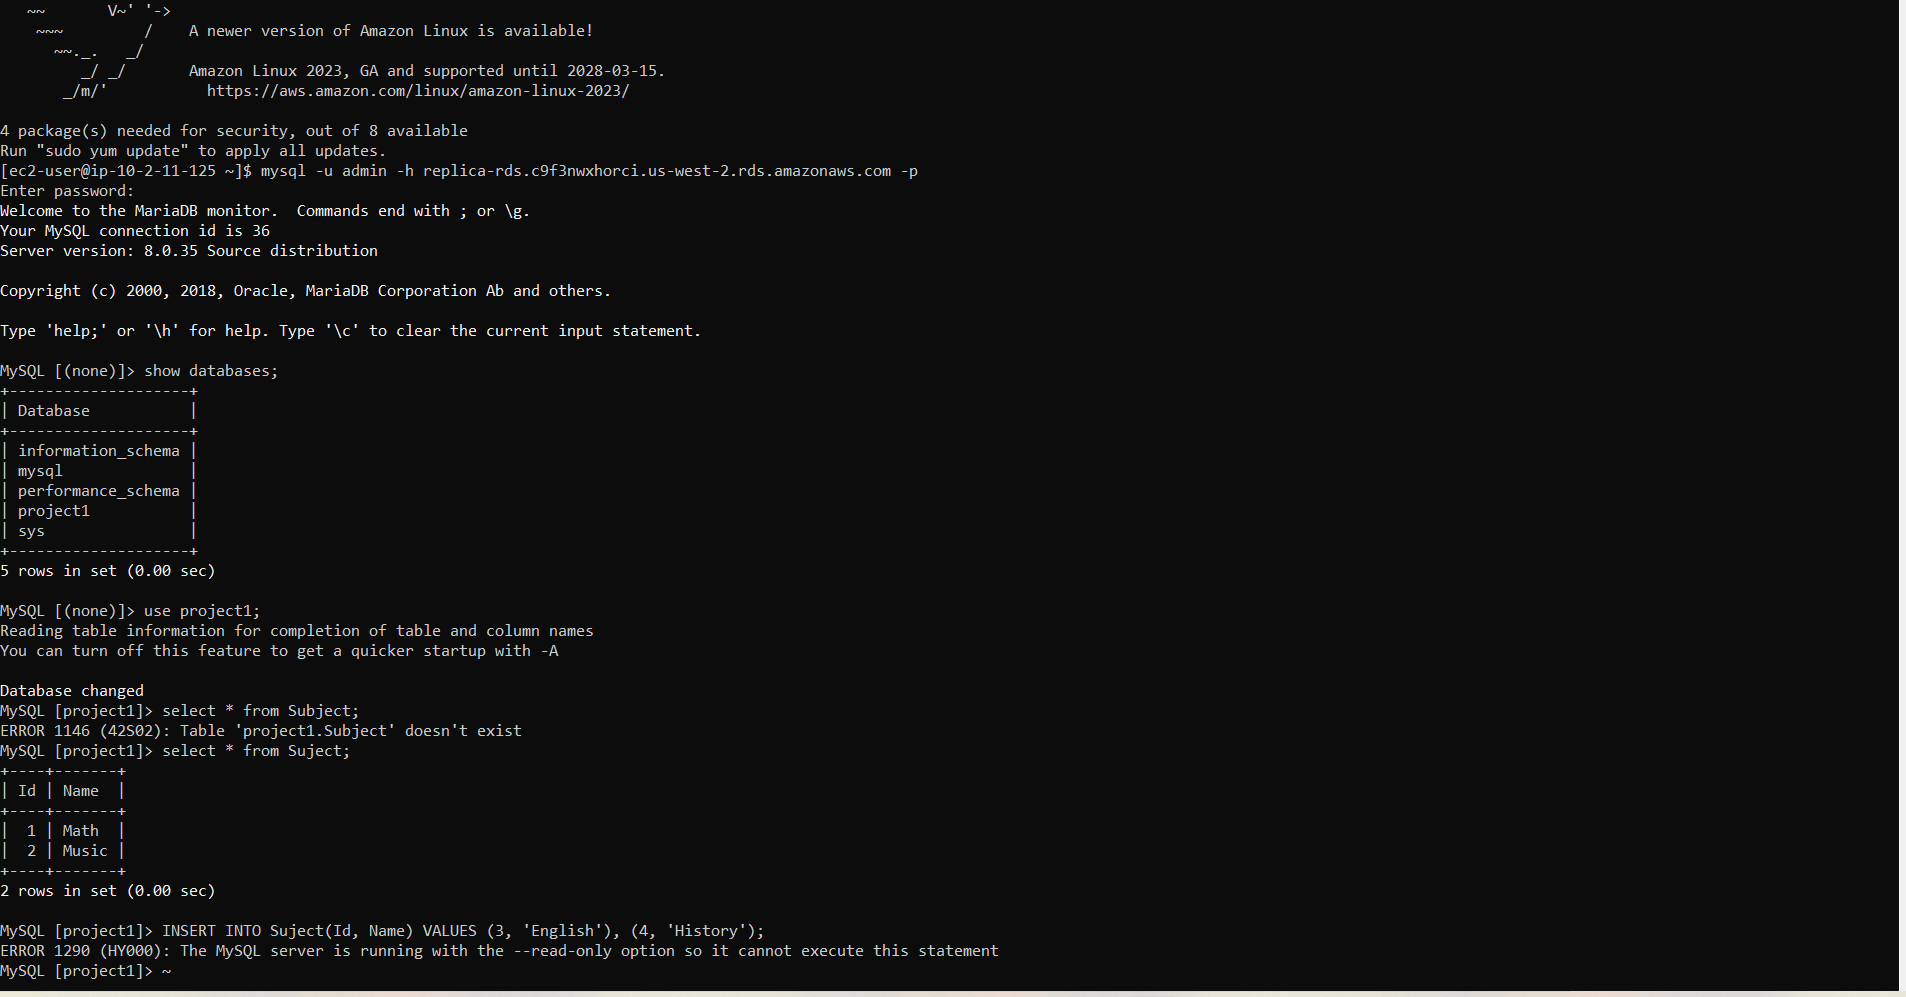 ~~       V~' '->
    ~~~         /    A newer version of Amazon Linux is available!
      ~~._.   _/
         _/ _/       Amazon Linux 2023, GA and supported until 2028-03-15.
       _/m/'           https://aws.amazon.com/linux/amazon-linux-2023/

4 package(s) needed for security, out of 8 available
Run "sudo yum update" to apply all updates.
[ec2-user@ip-10-2-11-125 ~]$ mysql -u admin -h replica-rds.c9f3nwxhorci.us-west-2.rds.amazonaws.com -p
Enter password:
Welcome to the MariaDB monitor.  Commands end with ; or \g.
Your MySQL connection id is 36
Server version: 8.0.35 Source distribution

Copyright (c) 2000, 2018, Oracle, MariaDB Corporation Ab and others.

Type 'help;' or '\h' for help. Type '\c' to clear the current input statement.

MySQL [(none)]> show databases;
+--------------------+
| Database           |
+--------------------+
| information_schema |
| mysql              |
| performance_schema |
| project1           |
| sys                |
+--------------------+
5 rows in set (0.00 sec)

MySQL [(none)]> use project1;
Reading table information for completion of table and column names
You can turn off this feature to get a quicker startup with -A

Database changed
MySQL [project1]> select * from Subject;
ERROR 1146 (42S02): Table 'project1.Subject' doesn't exist
MySQL [project1]> select * from Suject;
+----+-------+
| Id | Name  |
+----+-------+
|  1 | Math  |
|  2 | Music |
+----+-------+
2 rows in set (0.00 sec)

MySQL [project1]> INSERT INTO Suject(Id, Name) VALUES (3, 'English'), (4, 'History');
ERROR 1290 (HY000): The MySQL server is running with the --read-only option so it cannot execute this statement
MySQL [project1]> ~